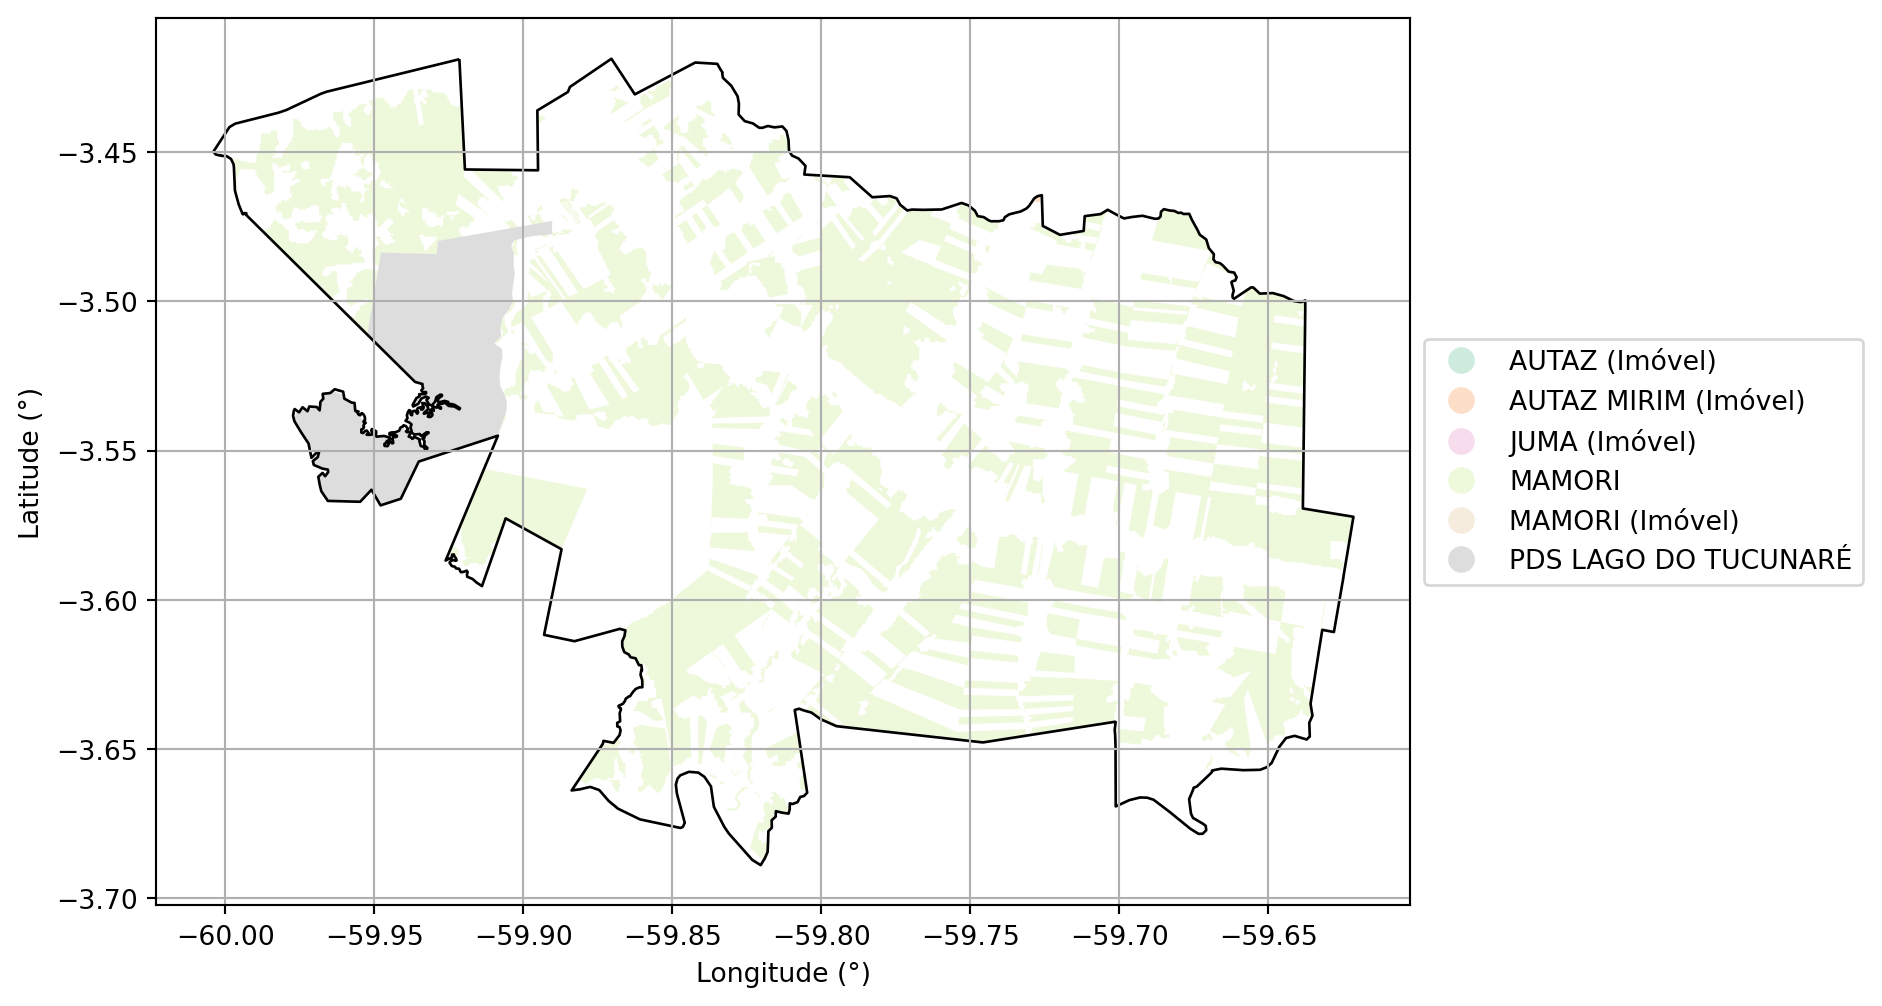 −3.45
−3.50
−3.55
−3.60
−3.65
−3.70
Latitude (°)
−60.00
−59.95
−59.90
−59.85
−59.80
−59.75
−59.70
−59.65
Longitude (°)
AUTAZ (Imóvel)
AUTAZ MIRIM (Imóvel)
JUMA (Imóvel)
MAMORI
MAMORI (Imóvel)
PDS LAGO DO TUCUNARÉ